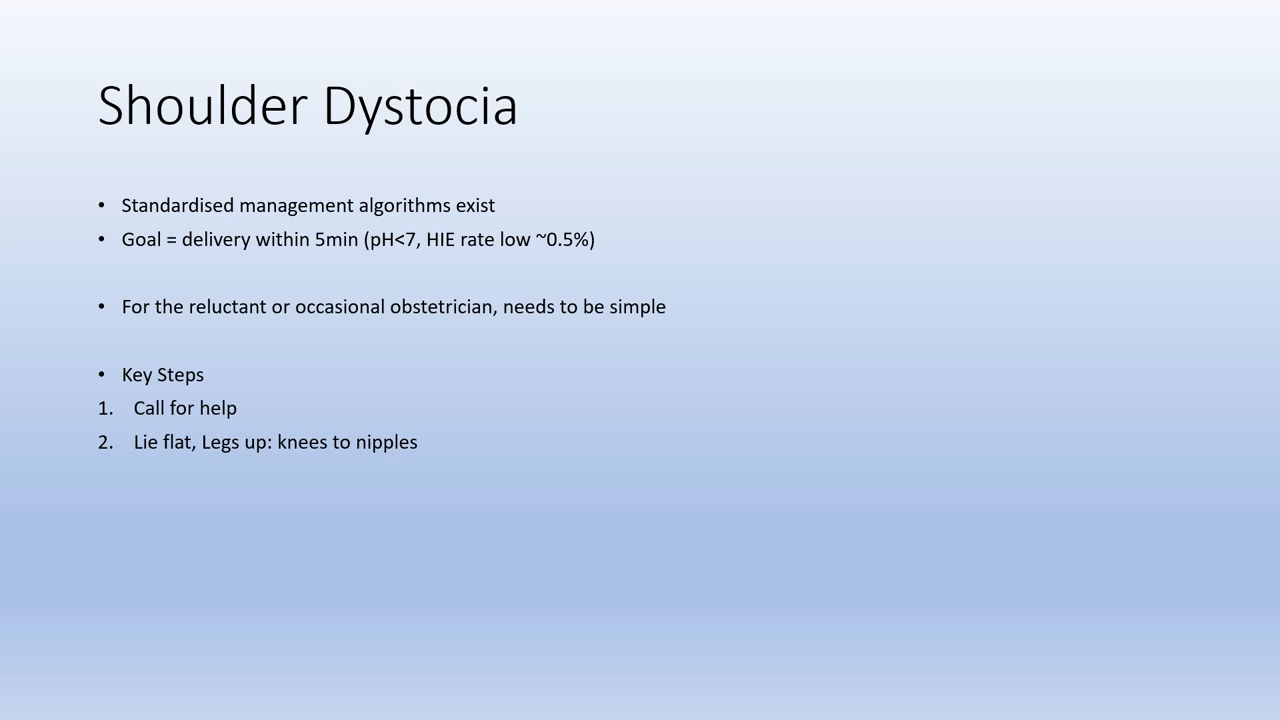 Shoulder Dystocia
• Standardised management algorithms exist
• Goal = delivery within 5min (pH<7, HIE rate low ~0.5%)
• For the reluctant or occasional obstetrician, needs to be simple
• Key Steps
1. Call for help
2. Lie flat, Legs up: knees to nipples